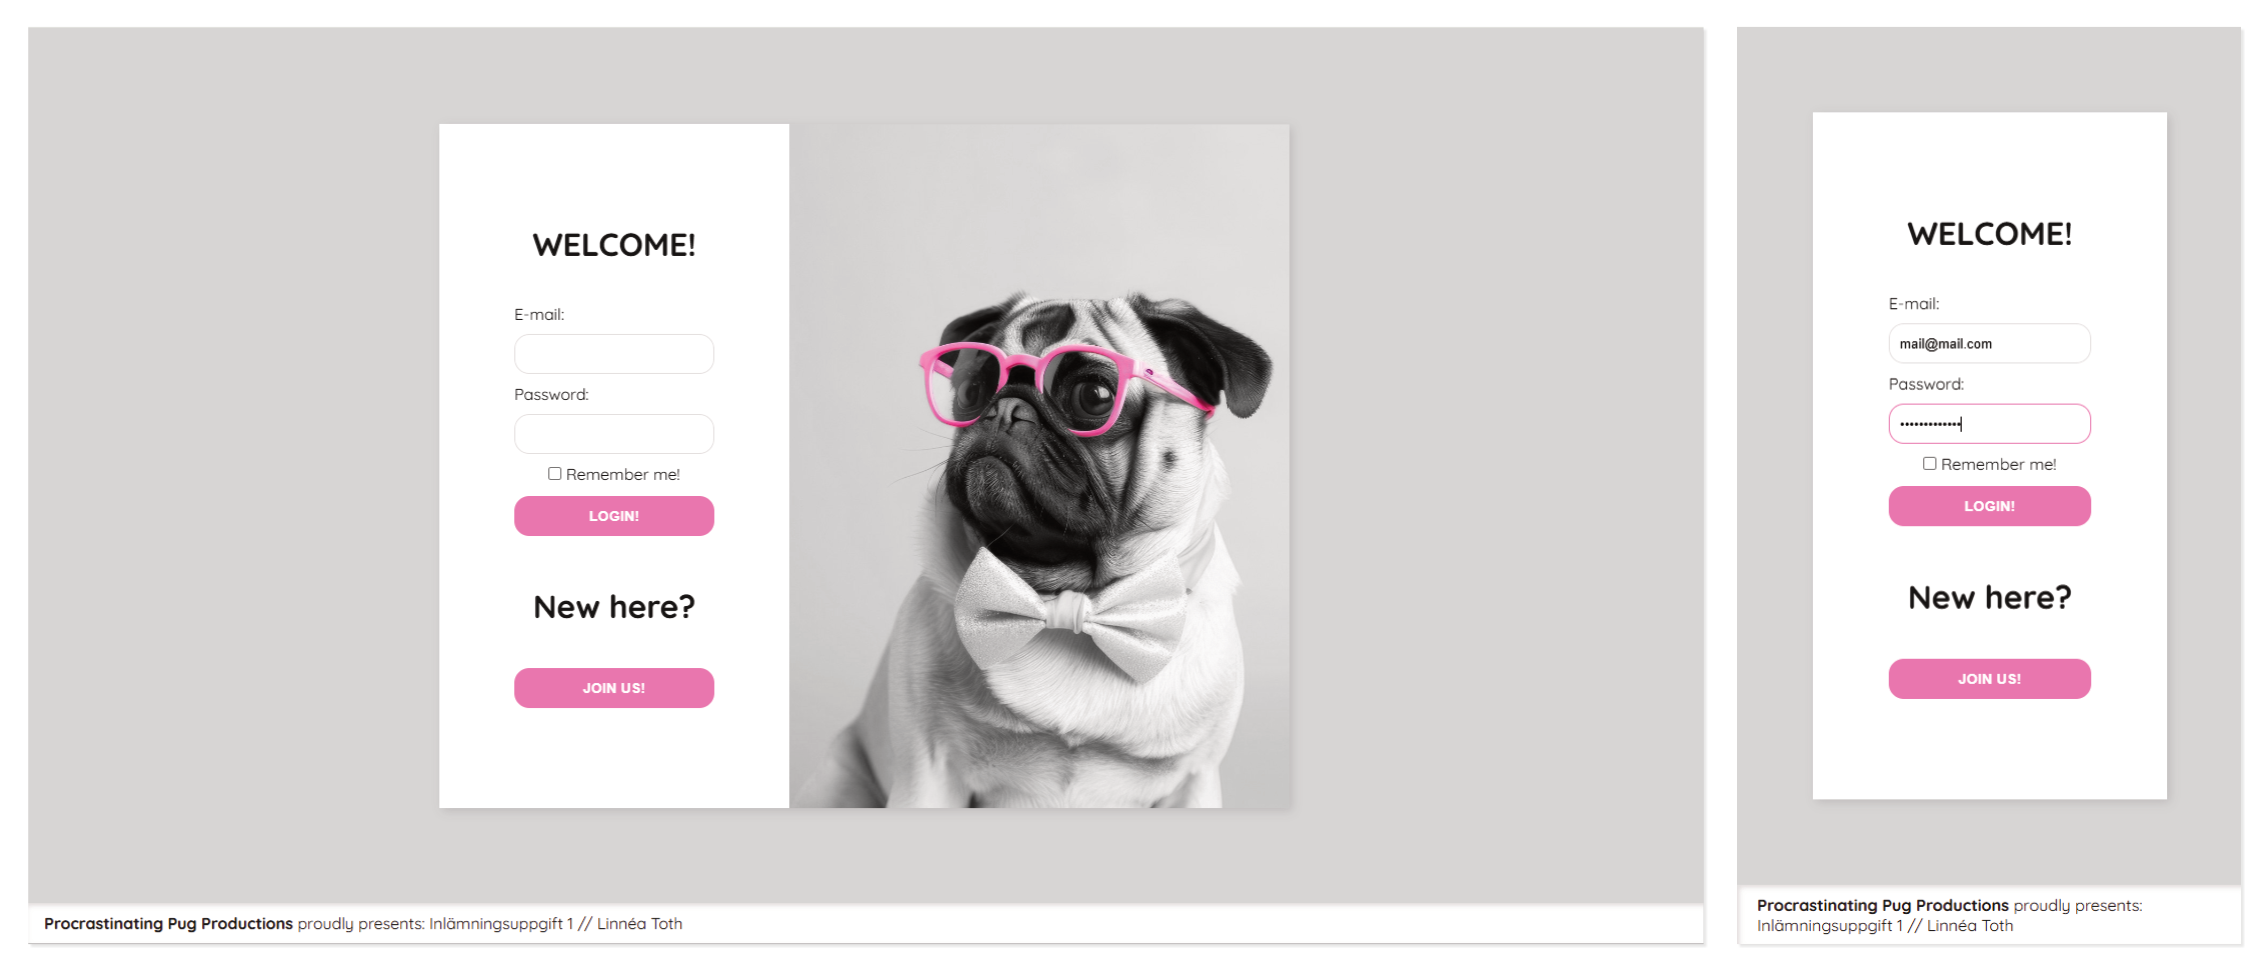 WELCOME!
E-mail:
Password:
Remember me!
LOGIN!
New here?
JOIN US!
Procrastinating Pug Productions proudly presents: Inlämningsuppgift 1 // Linnéa Toth
WELCOME!
E-mail:
mail@mail.com
Password:
•••••••••••••
Remember me!
LOGIN!
New here?
JOIN US!
Procrastinating Pug Productions proudly presents:
Inlämningsuppgift 1 // Linnéa Toth